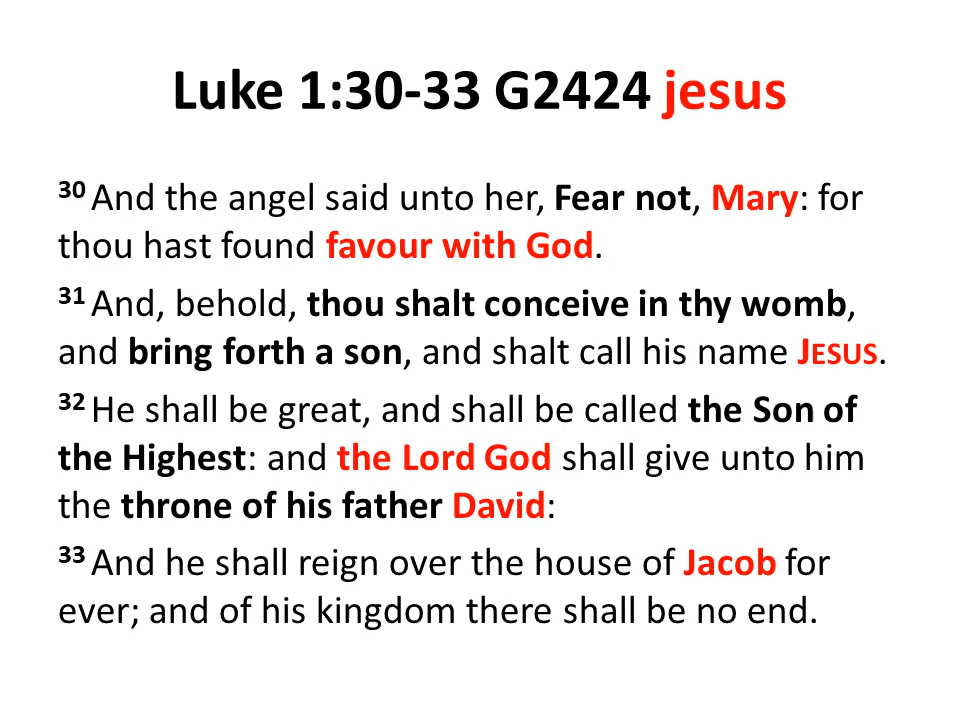 Luke 1:30-33 G2424 jesus
30 And the angel said unto her, Fear not, Mary: for
thou hast found favour with God.
31 And, behold, thou shalt conceive in thy womb,
and bring forth a son, and shalt call his name JESUS.
32 He shall be great, and shall be called the Son of
the Highest: and the Lord God shall give unto him
the throne of his father David:
33 And he shall reign over the house of Jacob for
ever; and of his kingdom there shall be no end.